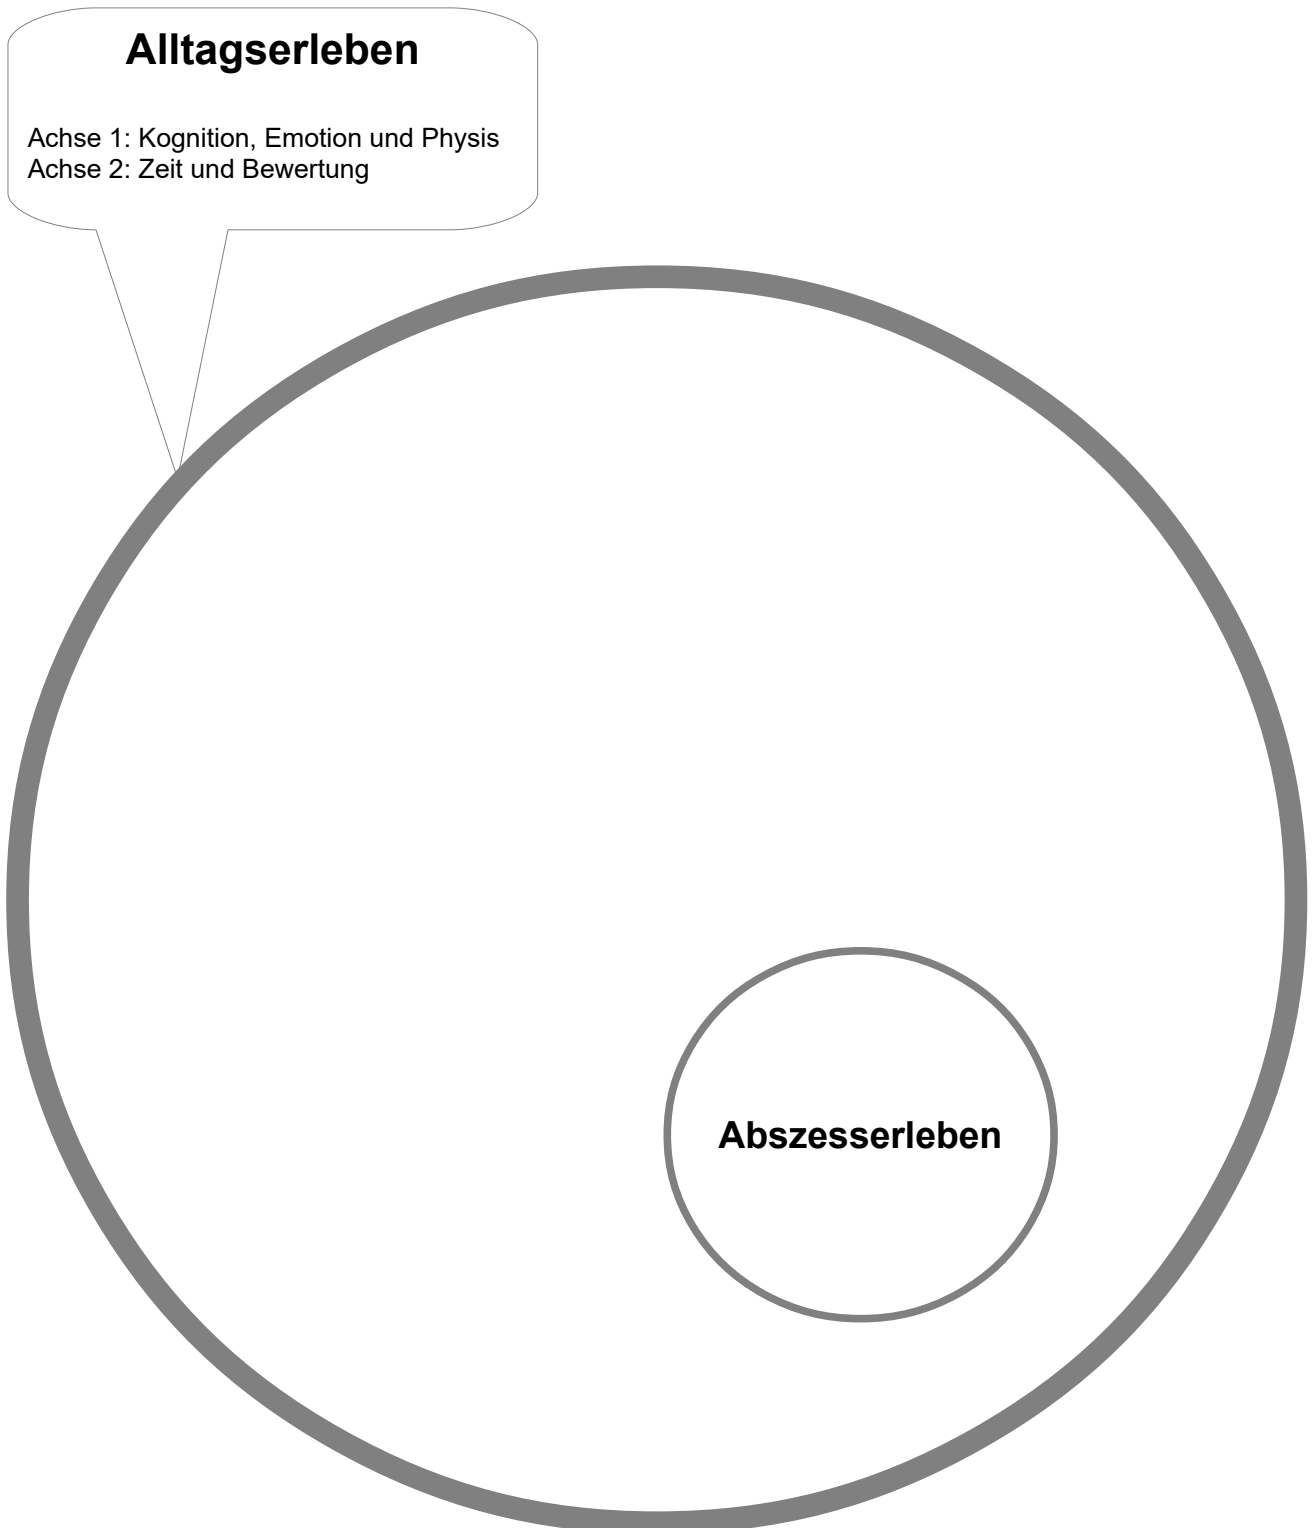 Alltagserleben
Achse 1: Kognition, Emotion und Physis
Achse 2: Zeit und Bewertung
Abszesserleben